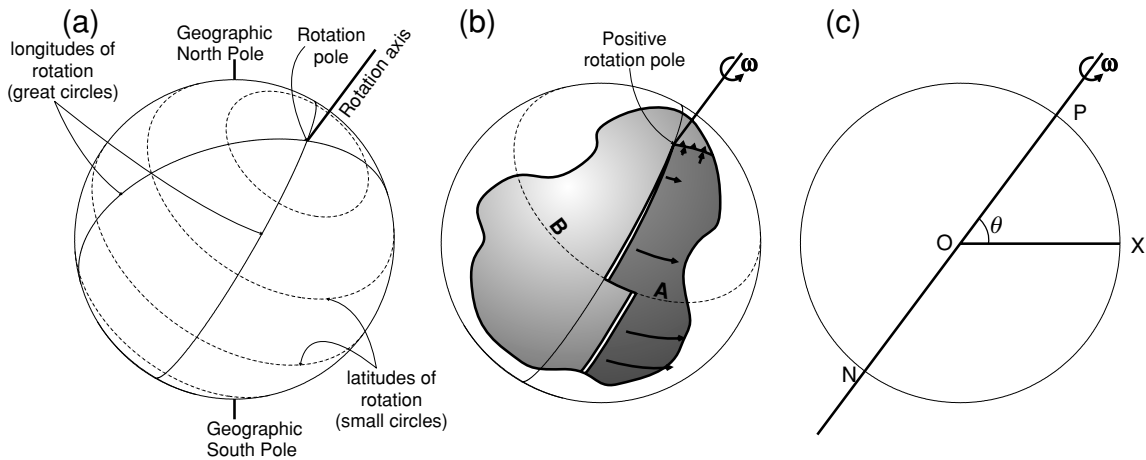 (a)
longitudes of
rotation
(great circles)
Geographic
North Pole
Rotation
pole
Rotation axis
latitudes of
rotation
(small circles)
Geographic
South Pole
(b)
Positive
rotation pole
ω
B
A
(c)
ω
P
θ
O
X
N